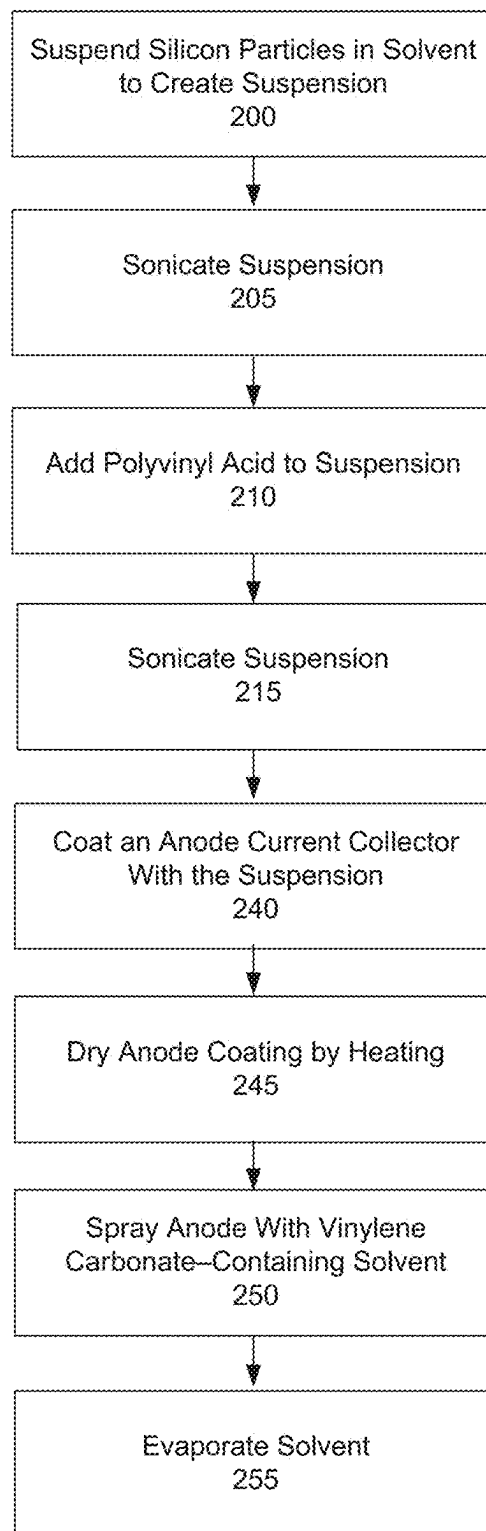 Suspend Silicon Particles in Solvent
to Create Suspension
200
Sonicate Suspension
205
Add Polyvinyl Acid to Suspension
210
Sonicate Suspension
215
Coat an Anode Current Collector
With the Suspension
240
Dry Anode Coating by Heating
245
Spray Anode With Vinylene
Carbonate–Containing Solvent
250
Evaporate Solvent
255